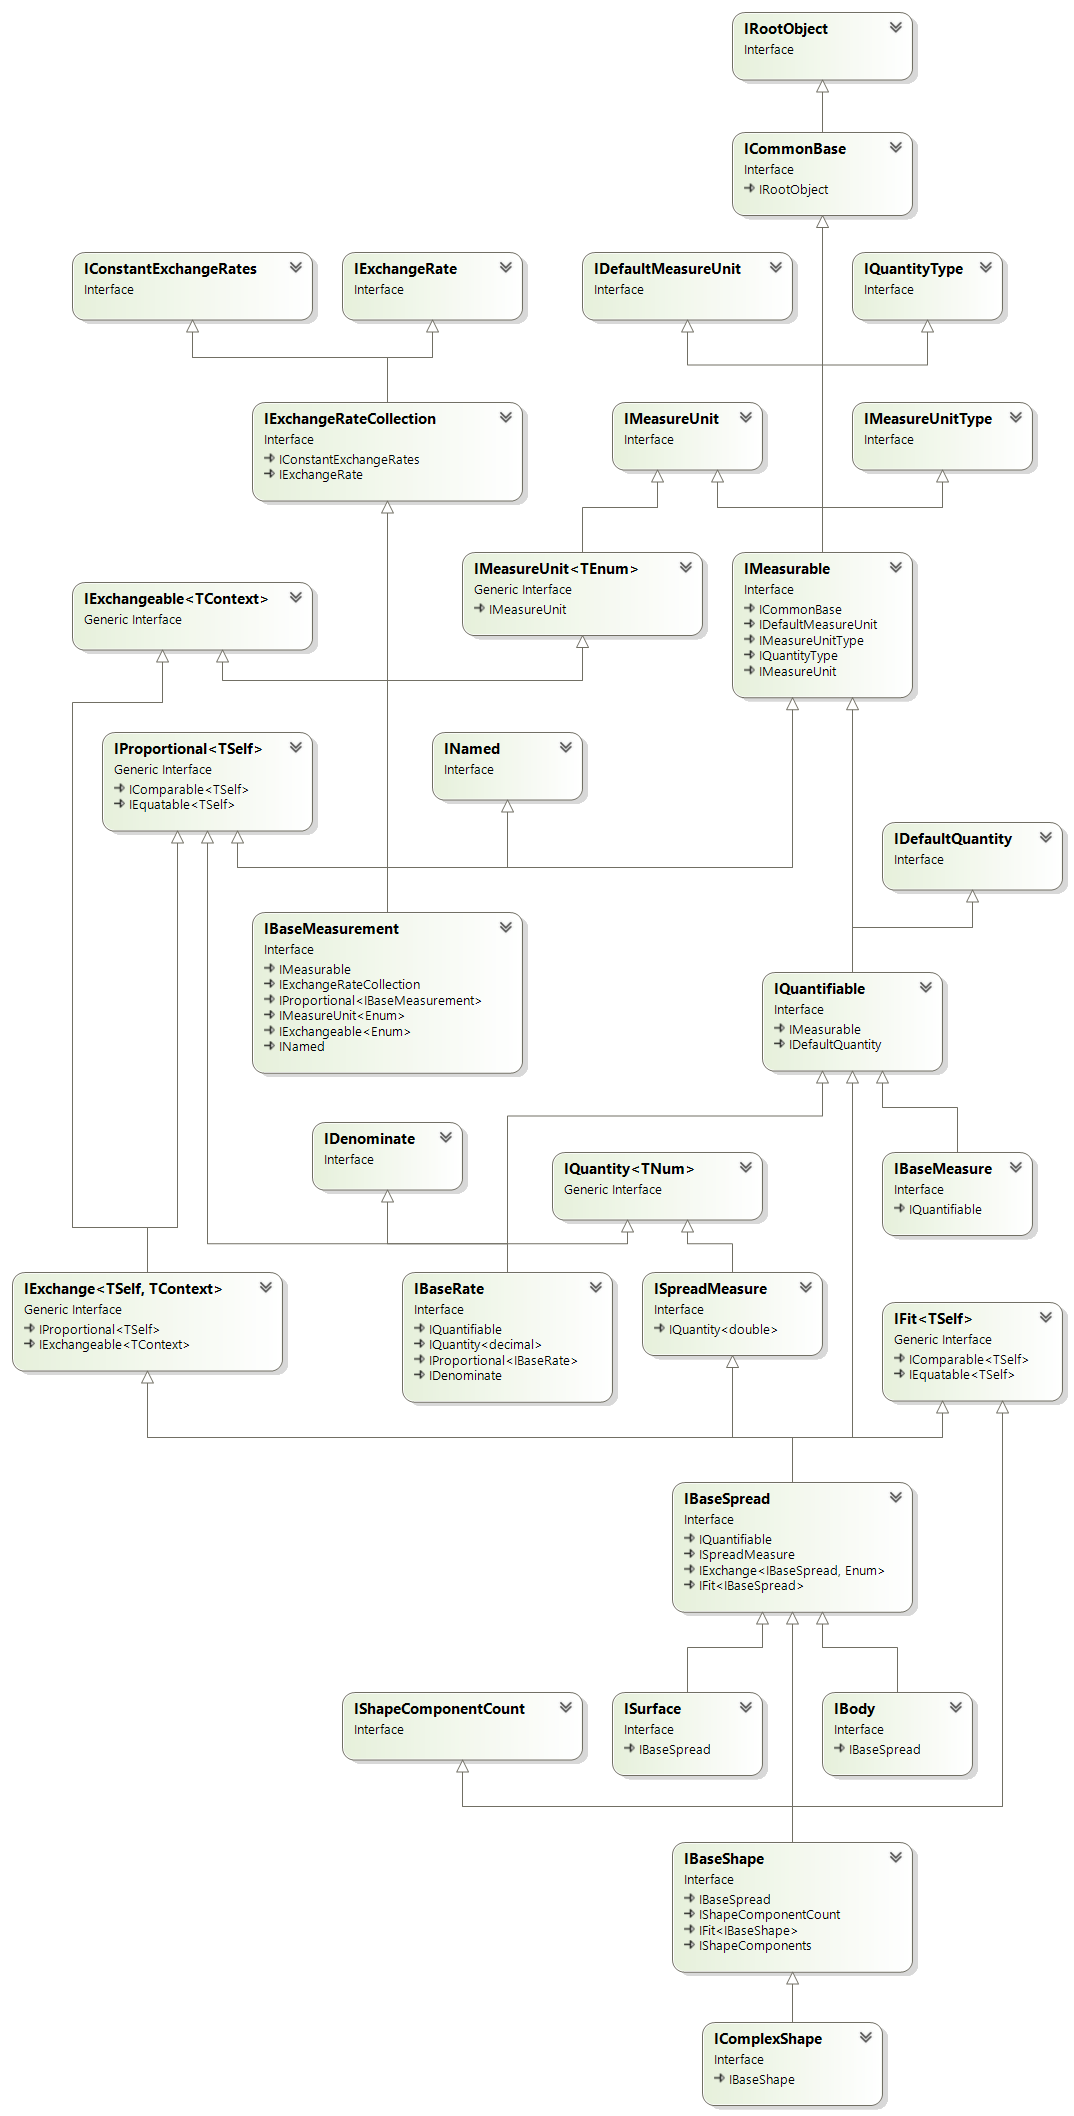 IRootObject
Interface
ICommonBase
Interface
IRootObject
IConstantExchangeRates
Interface
IExchangeRate
Interface
IDefaultMeasureUnit
Interface
IQuantityType
Interface
IExchangeRateCollection
Interface
IConstantExchangeRates
IExchangeRate
IMeasureUnit
Interface
IMeasureUnitType
Interface
IExchangeable<TContext>
Generic Interface
IMeasureUnit<TEnum>
Generic Interface
IMeasureUnit
IMeasurable
Interface
ICommonBase
IDefaultMeasureUnit
IMeasureUnitType
IQuantityType
IMeasureUnit
IProportional<TSelf>
Generic Interface
IComparable<TSelf>
IEquatable<TSelf>
INamed
Interface
IDefaultQuantity
Interface
IBaseMeasurement
Interface
IMeasurable
IExchangeRateCollection
IProportional<IBaseMeasurement>
IMeasureUnit<Enum>
IExchangeable<Enum>
INamed
IQuantifiable
Interface
IMeasurable
IDefaultQuantity
IDenominate
Interface
IQuantity<TNum>
Generic Interface
IBaseMeasure
Interface
IQuantifiable
IExchange<TSelf, TContext>
Generic Interface
IProportional<TSelf>
IExchangeable<TContext>
IBaseRate
Interface
IQuantifiable
IQuantity<decimal>
IProportional<IBaseRate>
IDenominate
ISpreadMeasure
Interface
IQuantity<double>
IFit<TSelf>
Generic Interface
IComparable<TSelf>
IEquatable<TSelf>
IBaseSpread
Interface
IQuantifiable
ISpreadMeasure
IExchange<IBaseSpread, Enum>
IFit<IBaseSpread>
IShapeComponentCount
Interface
ISurface
Interface
IBaseSpread
IBody
Interface
IBaseSpread
IBaseShape
Interface
IBaseSpread
IShapeComponentCount
IFit<IBaseShape>
IShapeComponents
IComplexShape
Interface
IBaseShape